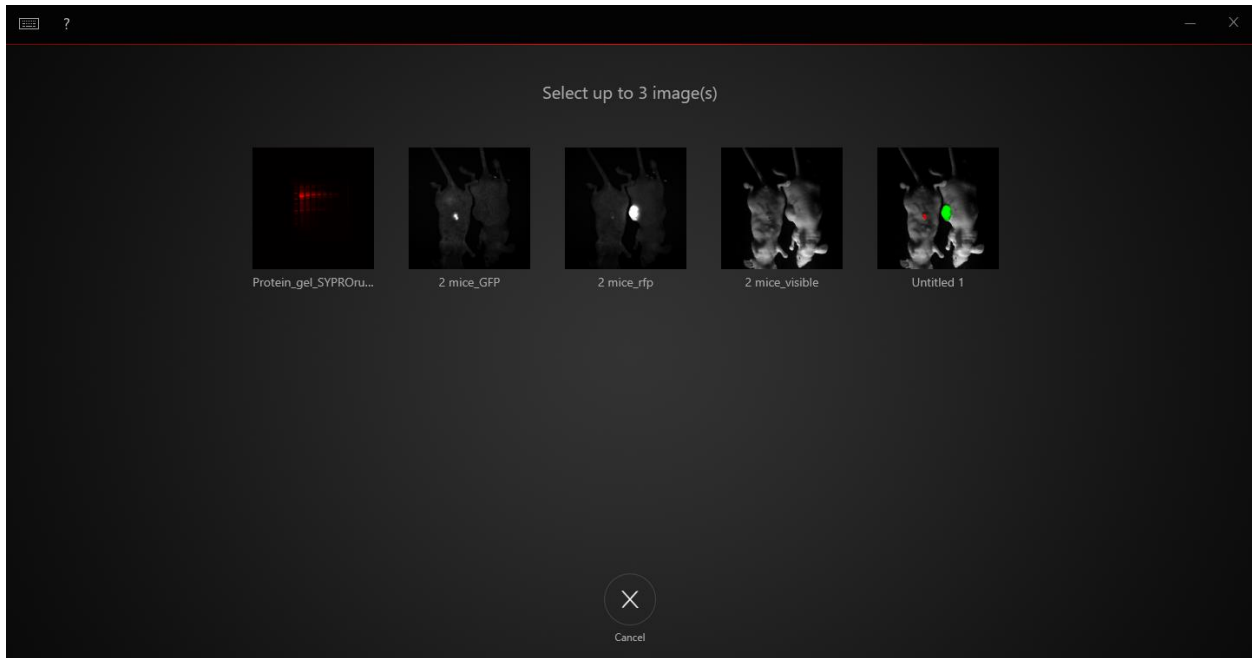 ?
Select up to 3 image(s)
Protein_gel_SYPROru...
2 mice_GFP
2 mice_rfp
2 mice_visible
Untitled 1
Cancel